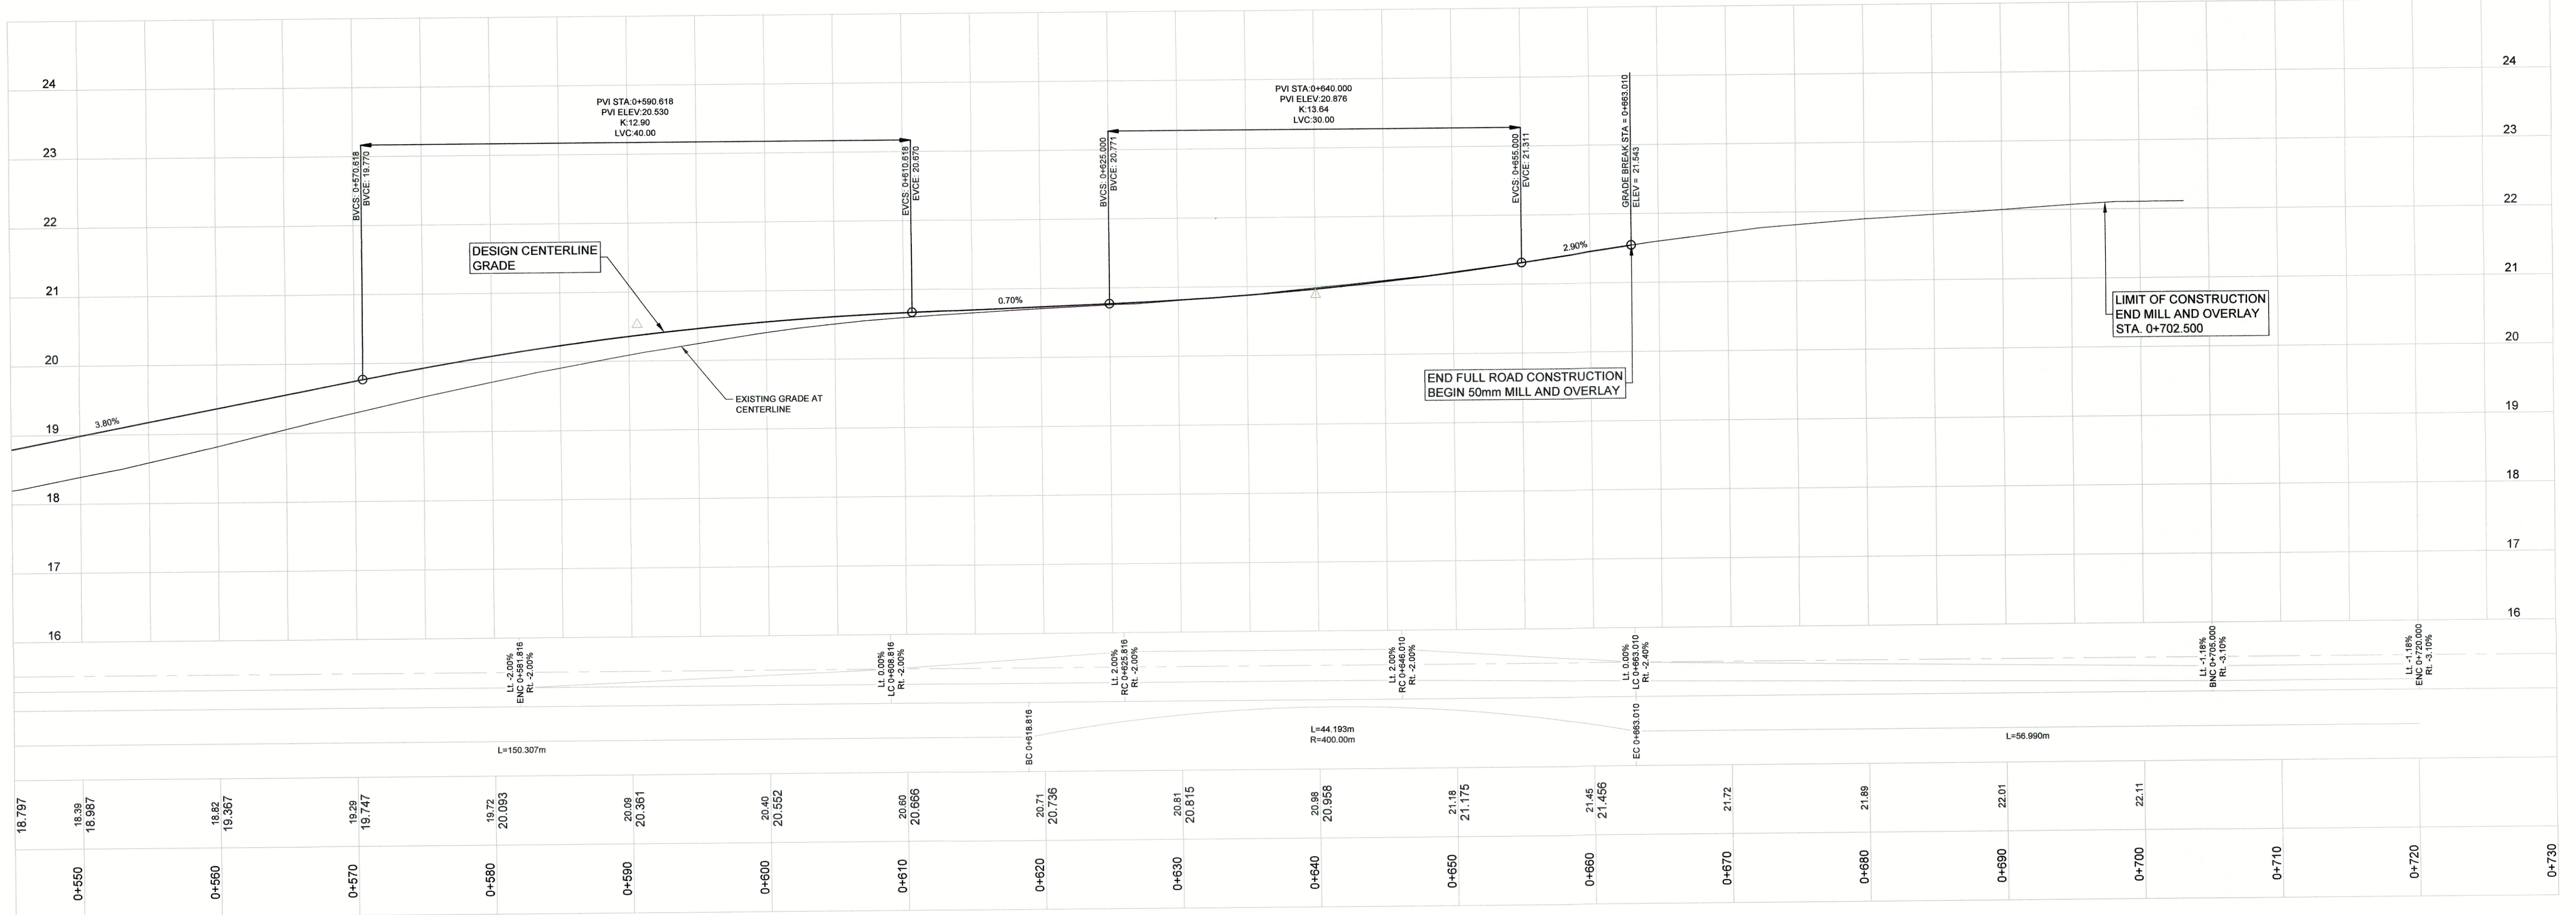 24
23
22
21
20
19
18
17
16
24
23
22
21
20
19
18
17
16
PVI STA:0+590.618
PVI ELEV:20.530
K:12.90
LVC:40.00
BVCS: 0+570.618
BVCE: 19.770
EVCS: 0+610.618
EVCE: 20.670
PVI STA:0+640.000
PVI ELEV:20.876
K:13.64
LVC:30.00
BVCS: 0+625.000
BVCE: 20.771
EVCS: 0+655.000
EVCE: 21.311
GRADE BREAK STA = 0+663.010
ELEV = 21.543
DESIGN CENTERLINE
GRADE
EXISTING GRADE AT
CENTERLINE
3.80%
0.70%
2.90%
END FULL ROAD CONSTRUCTION
BEGIN 50mm MILL AND OVERLAY
LIMIT OF CONSTRUCTION
END MILL AND OVERLAY
STA. 0+702.500
Lt. -2.00%
ENC 0+581.816
Rt. -2.00%
Lt. 0.00%
LC 0+608.816
Rt. -2.00%
Lt. 2.00%
RC 0+625.816
Rt. -2.00%
Lt. 2.00%
RC 0+646.010
Rt. -2.00%
Lt. 0.00%
LC 0+663.010
Rt. -2.40%
Lt. -1.18%
BNC 0+705.000
Rt. -3.10%
Lt. -1.18%
ENC 0+720.000
Rt. -3.10%
L=150.307m
BC 0+618.816
L=44.193m
R=400.00m
EC 0+663.010
L=56.990m
18.797
18.39
18.987
18.82
19.367
19.29
19.747
19.72
20.093
20.09
20.361
20.40
20.552
20.60
20.666
20.71
20.736
20.81
20.815
20.98
20.958
21.18
21.175
21.45
21.456
21.72
21.89
22.01
22.11
0+550
0+560
0+570
0+580
0+590
0+600
0+610
0+620
0+630
0+640
0+650
0+660
0+670
0+680
0+690
0+700
0+710
0+720
0+730